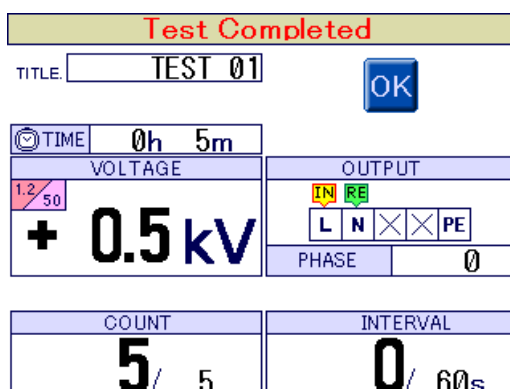 Test Completed
TITLE. TEST 01
OK
TIME 0h 5m
VOLTAGE
1.2/50
+ 0.5 kV
OUTPUT
IN RE
L N PE
PHASE 0
COUNT
5/ 5
INTERVAL
0/ 60s